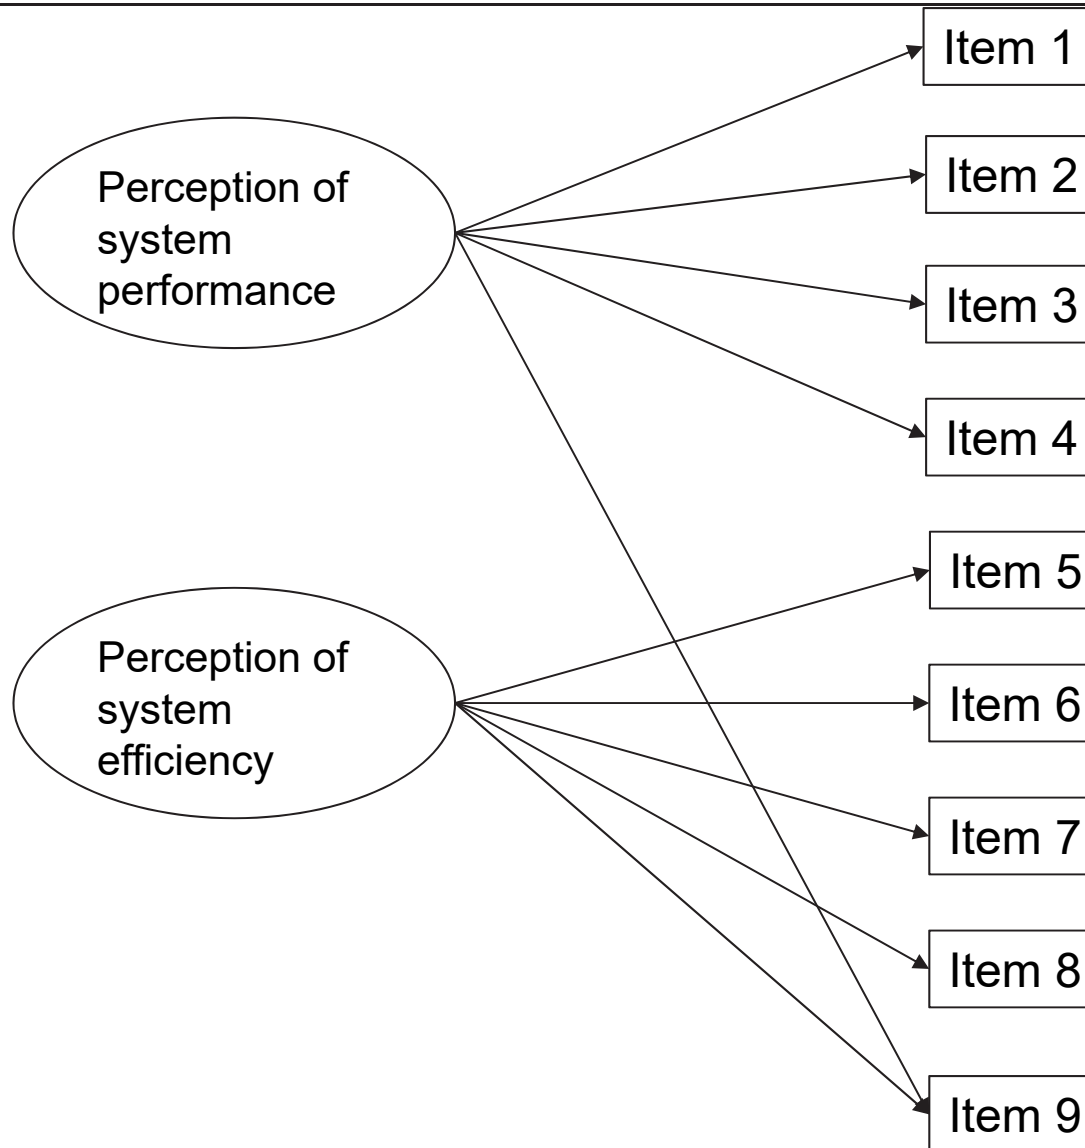 Item 1
Perception of
system
performance
Item 2
Item 3
Item 4
Item 5
Perception of
system
efficiency
Item 6
Item 7
Item 8
Item 9